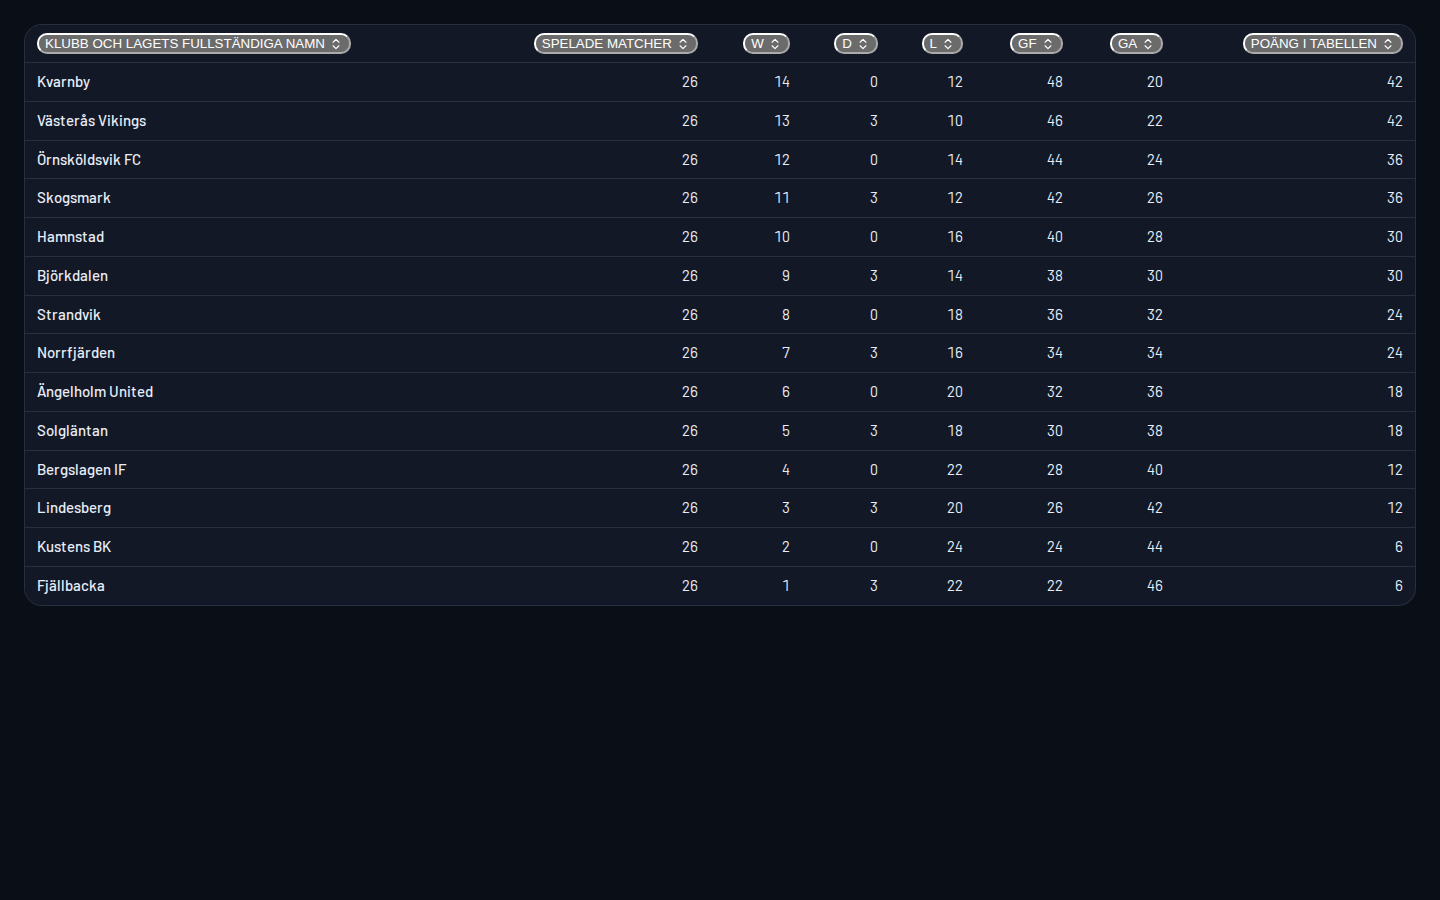 KLUBB OCH LAGETS FULLSTÄNDIGA NAMN SPELADE MATCHER W D L GF GA POÄNG I TABELLEN
Kvarnby 26 14 0 12 48 20 42
Västerås Vikings 26 13 3 10 46 22 42
Örnsköldsvik FC 26 12 0 14 44 24 36
Skogsmark 26 11 3 12 42 26 36
Hamnstad 26 10 0 16 40 28 30
Björkdalen 26 9 3 14 38 30 30
Strandvik 26 8 0 18 36 32 24
Norrfjärden 26 7 3 16 34 34 24
Ängelholm United 26 6 0 20 32 36 18
Solgläntan 26 5 3 18 30 38 18
Bergslagen IF 26 4 0 22 28 40 12
Lindesberg 26 3 3 20 26 42 12
Kustens BK 26 2 0 24 24 44 6
Fjällbacka 26 1 3 22 22 46 6